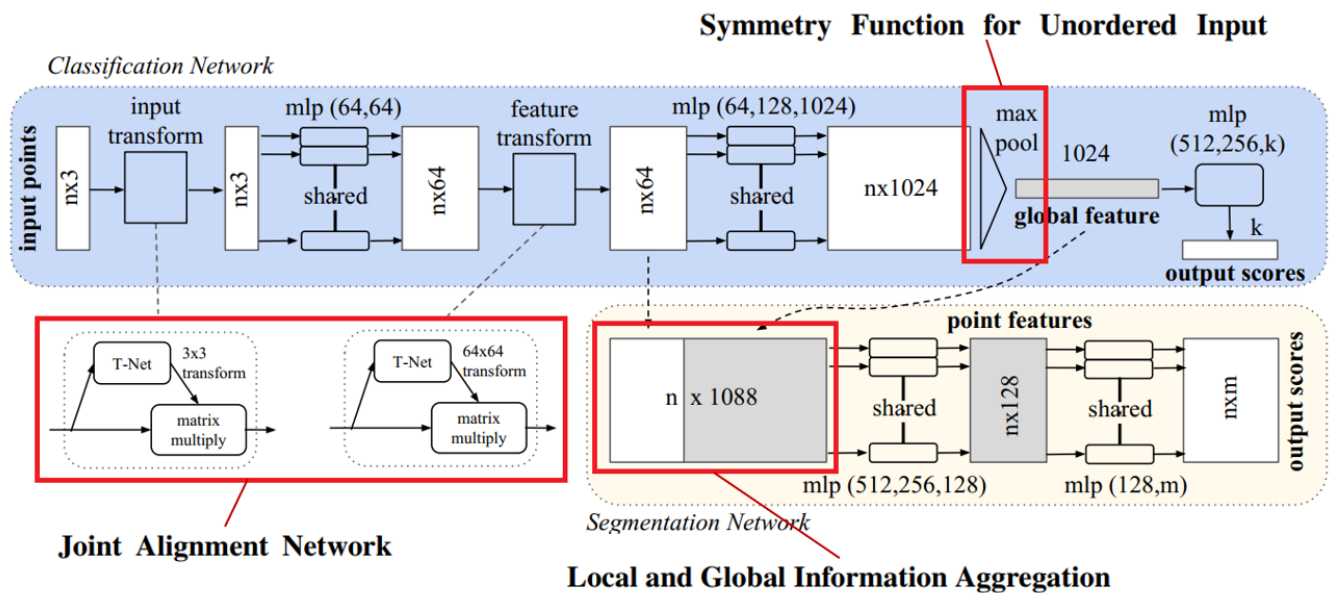 Symmetry Function for Unordered Input
Classification Network
input points
nx3
input
transform
nx3
mlp (64,64)
shared
nx64
feature
transform
nx64
mlp (64,128,1024)
shared
nx1024
max
pool
1024
global feature
mlp
(512,256,k)
k
output scores
T-Net
3x3
transform
matrix
multiply
T-Net
64x64
transform
matrix
multiply
Joint Alignment Network
n x 1088
point features
shared
mlp (512,256,128)
nx128
shared
mlp (128,m)
nxm
output scores
Segmentation Network
Local and Global Information Aggregation